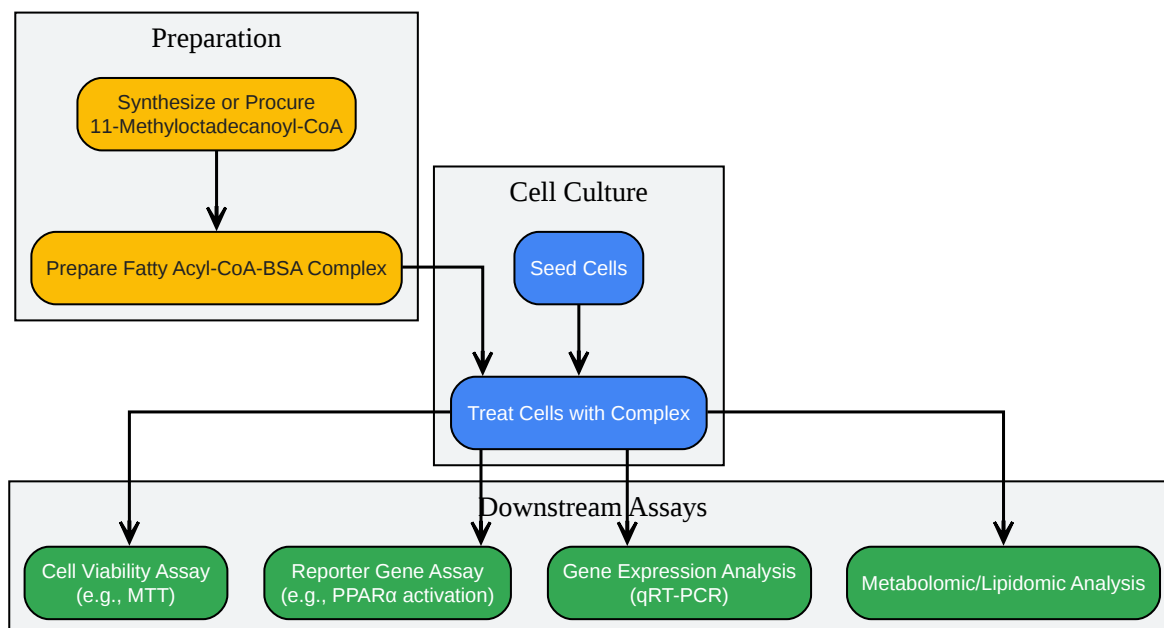 Preparation
Synthesize or Procure
11-Methyloctadecanoyl-CoA
Prepare Fatty Acyl-CoA-BSA Complex
Cell Culture
Seed Cells
Treat Cells with Complex
Downstream Assays
Cell Viability Assay
(e.g., MTT)
Reporter Gene Assay
(e.g., PPARα activation)
Gene Expression Analysis
(qRT-PCR)
Metabolomic/Lipidomic Analysis